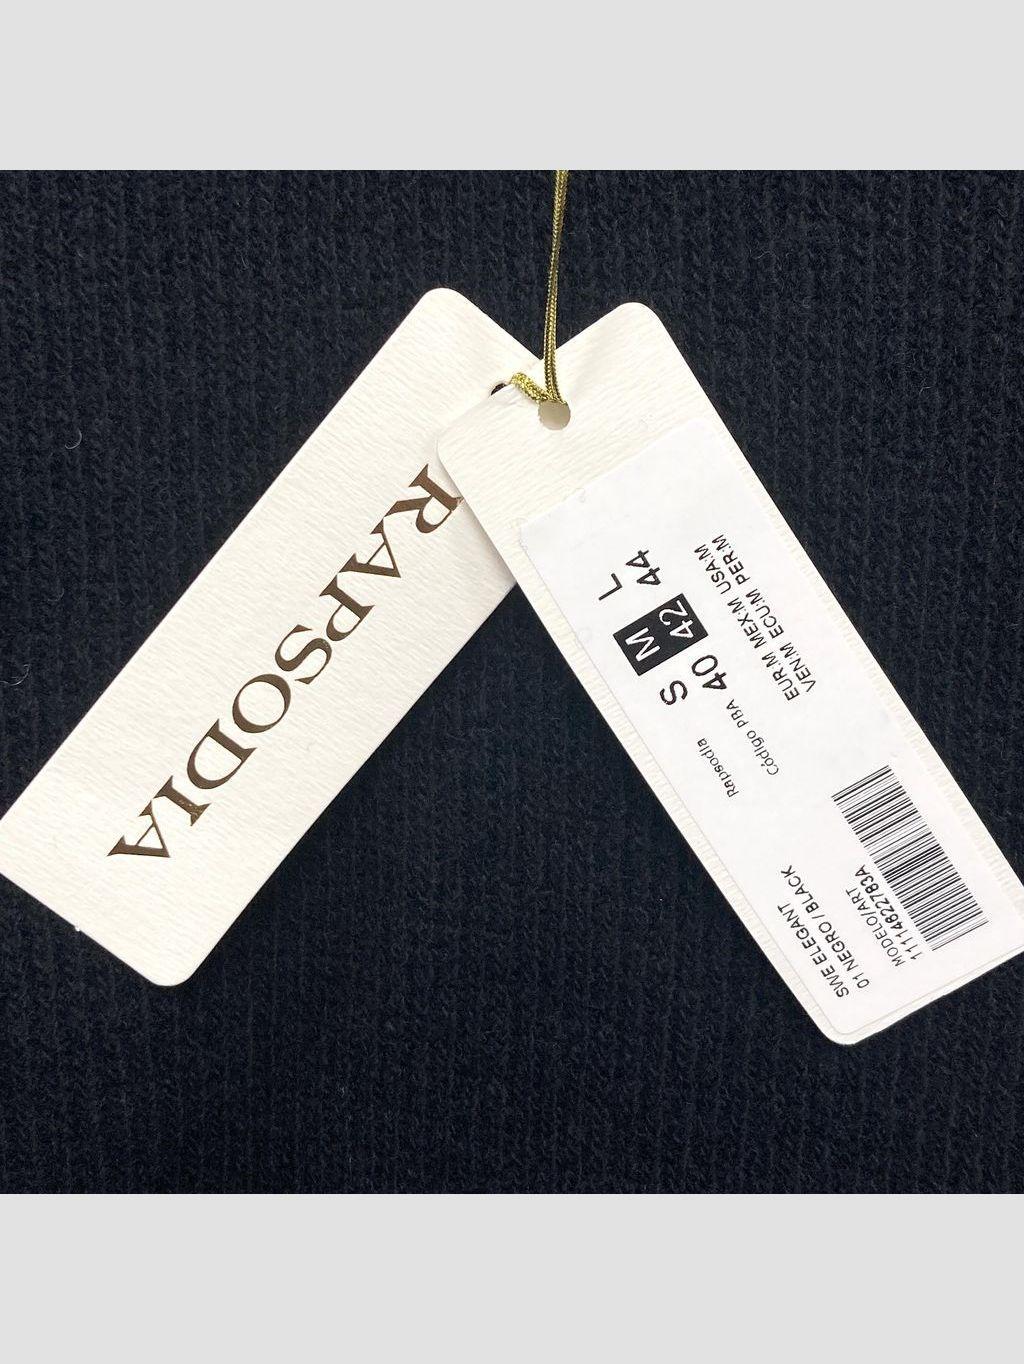 RAPSODIA
S M L
40 42 44
EUR:M MEX:M USA:M
VEN:M ECU:M PER:M
Rapsodia
Código PBA
SWE ELEGANT
01 NEGRO / BLACK
MODELO/ART
1114822783A